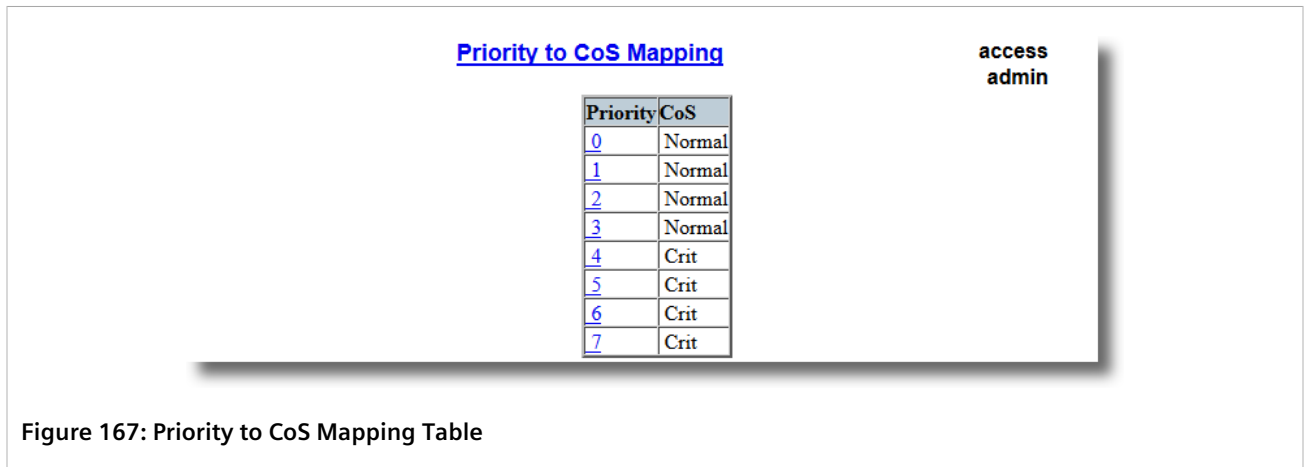 Priority to CoS Mapping
access
admin
Priority CoS
0 Normal
1 Normal
2 Normal
3 Normal
4 Crit
5 Crit
6 Crit
7 Crit
Figure 167: Priority to CoS Mapping Table